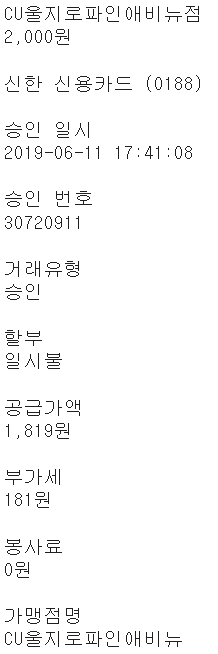 CU을지로파인애비뉴점
2,000원
신한 신용카드 (0188)
승인 일시
2019-06-11 17:41:08
승인 번호
30720911
거래유형
승인
할부
일시불
공급가액
1,819원
부가세
181원
봉사료
0원
가맹점명
CU을지로파인애비뉴